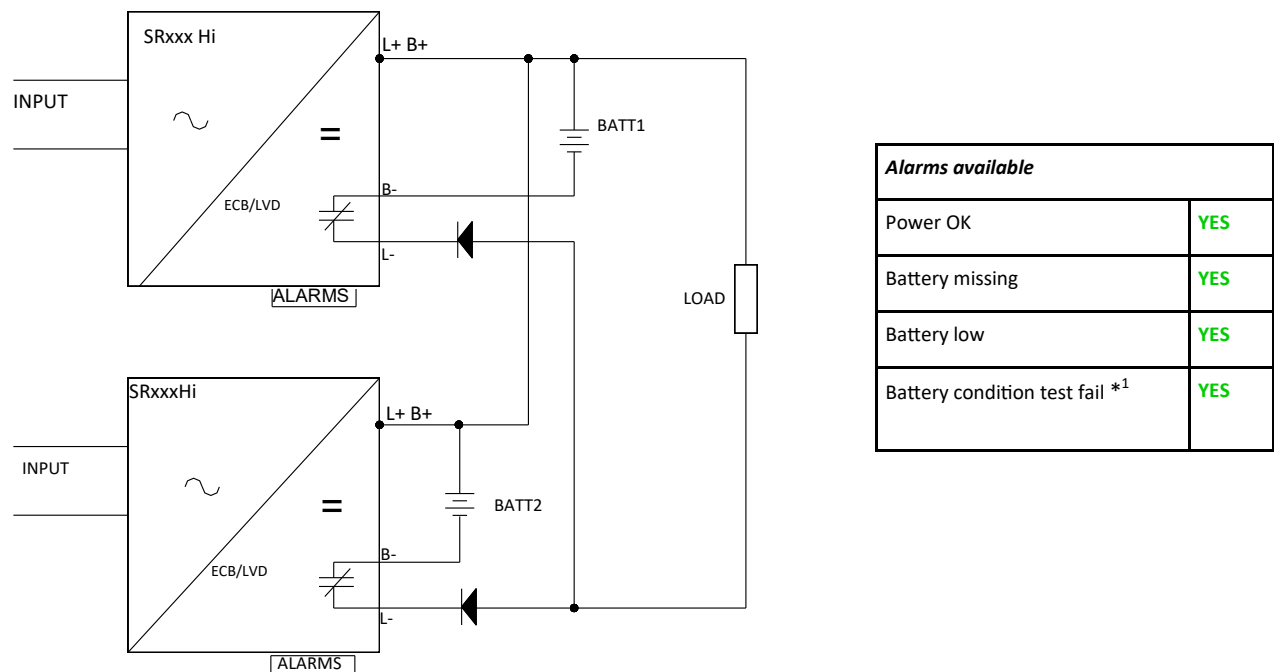 SRxxx Hi
L+ B+
INPUT
=
BATT1
B-
ECB/LVD
L-
ALARMS
LOAD
SRxxxHi
L+ B+
INPUT
=
BATT2
B-
ECB/LVD
L-
ALARMS
Alarms available
Power OK YES
Battery missing YES
Battery low YES
Battery condition test fail *1 YES